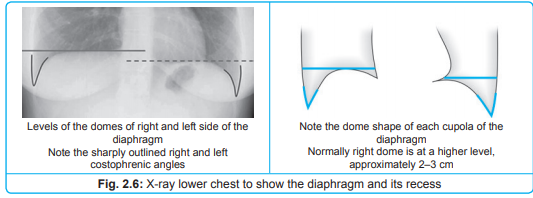 Levels of the domes of right and left side of the
diaphragm
Note the sharply outlined right and left
costophrenic angles
Note the dome shape of each cupola of the
diaphragm
Normally right dome is at a higher level,
approximately 2–3 cm
Fig. 2.6: X-ray lower chest to show the diaphragm and its recess